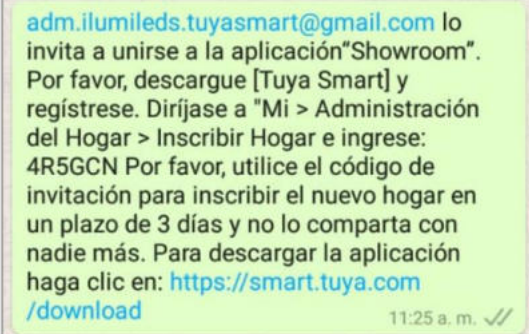 adm.ilumileds.tuyasmart@gmail.com lo
invita a unirse a la aplicación“Showroom”.
Por favor, descargue [Tuya Smart] y
regístrese. Diríjase a "Mi > Administración
del Hogar > Inscribir Hogar e ingrese:
4R5GCN Por favor, utilice el código de
invitación para inscribir el nuevo hogar en
un plazo de 3 días y no lo comparta con
nadie más. Para descargar la aplicación
haga clic en: https://smart.tuya.com
/download
11:25 a. m.